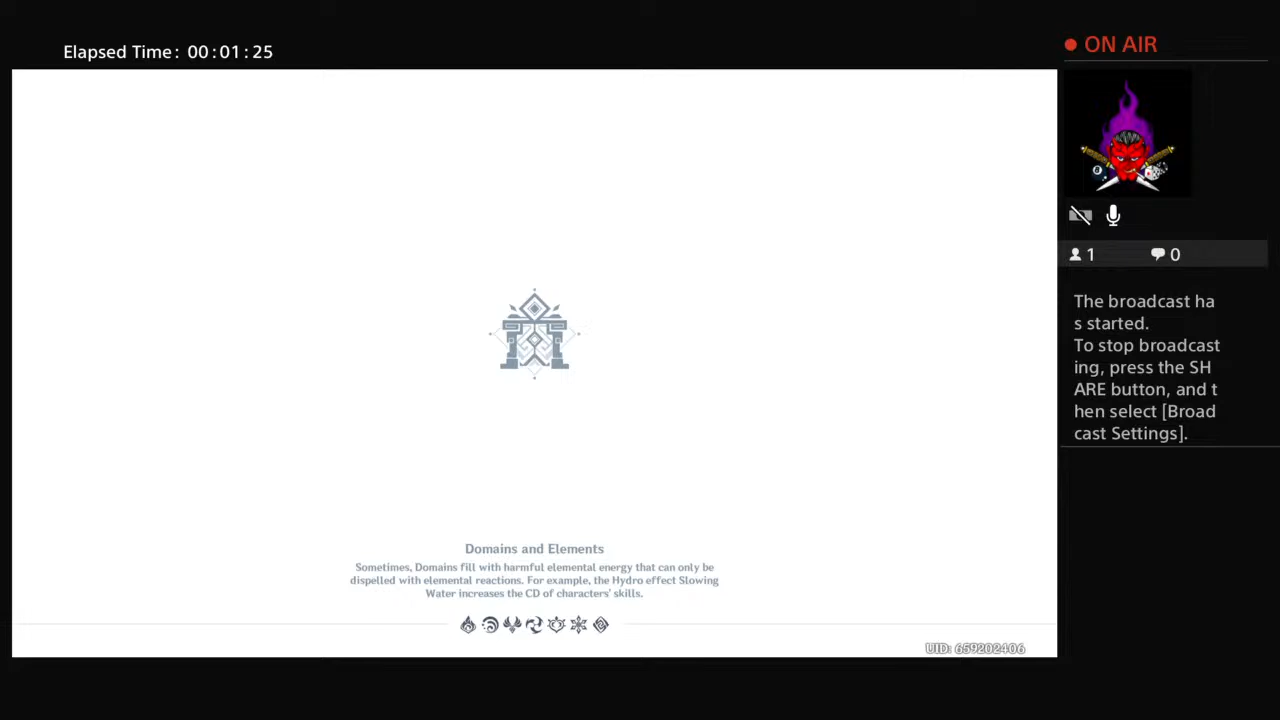 Elapsed Time: 00:01:25
ON AIR
1 0
The broadcast ha
s started.
To stop broadcast
ing, press the SH
ARE button, and t
hen select [Broad
cast Settings].
Domains and Elements
Sometimes, Domains fill with harmful elemental energy that can only be
dispelled with elemental reactions. For example, the Hydro effect Slowing
Water increases the CD of characters' skills.
UID: 659202406